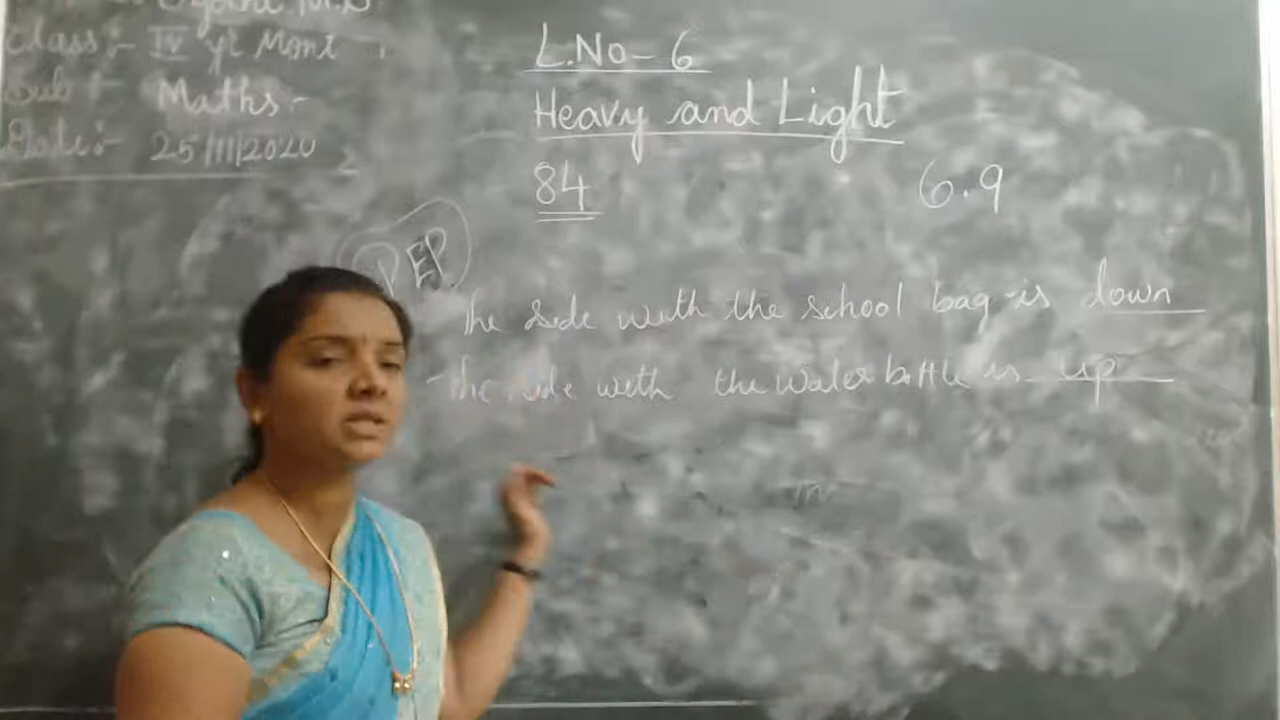 Class:- IV yr Mont
Sub:- Maths-
Date:- 25/11/2020
L.No-6
Heavy and Light
84
6.9
PEP
The side with the school bag is down
-The side with the Water bottle is up